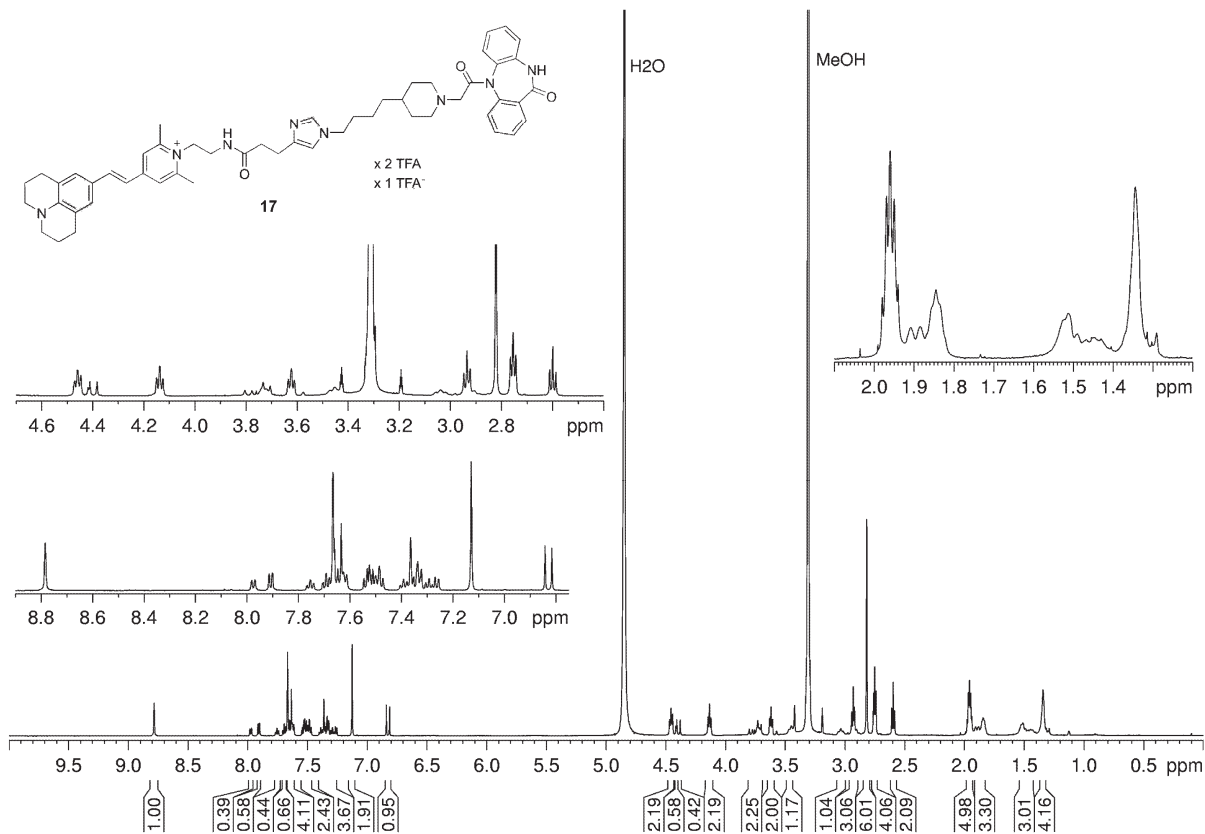 O
NH
N
N
O
N
N
H
N
N+
O
N
x 2 TFA
x 1 TFA-
17
H2O
MeOH
2.0 1.9 1.8 1.7 1.6 1.5 1.4 ppm
4.6 4.4 4.2 4.0 3.8 3.6 3.4 3.2 3.0 2.8 ppm
8.8 8.6 8.4 8.2 8.0 7.8 7.6 7.4 7.2 7.0 ppm
9.5 9.0 8.5 8.0 7.5 7.0 6.5 6.0 5.5 5.0 4.5 4.0 3.5 3.0 2.5 2.0 1.5 1.0 0.5 ppm
1.00 0.39 0.58 0.44 0.66 4.11 2.43 3.67 1.91 0.95 2.19 0.58 0.42 2.19 2.25 2.00 1.17 1.04 3.06 6.01 4.06 2.09 4.98 3.30 3.01 4.16